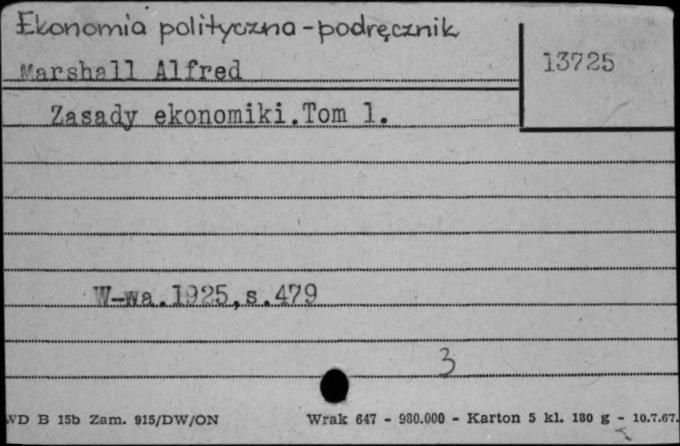 Ekonomia polityczna - podręcznik
Marshall Alfred
13725
Zasady ekonomiki.Tom 1.
W-wa.1925,s.479
3
WD B 15b Zam. 915/DW/ON Wrak 647 - 980.000 - Karton 5 kl. 180 g - 10.7.67.